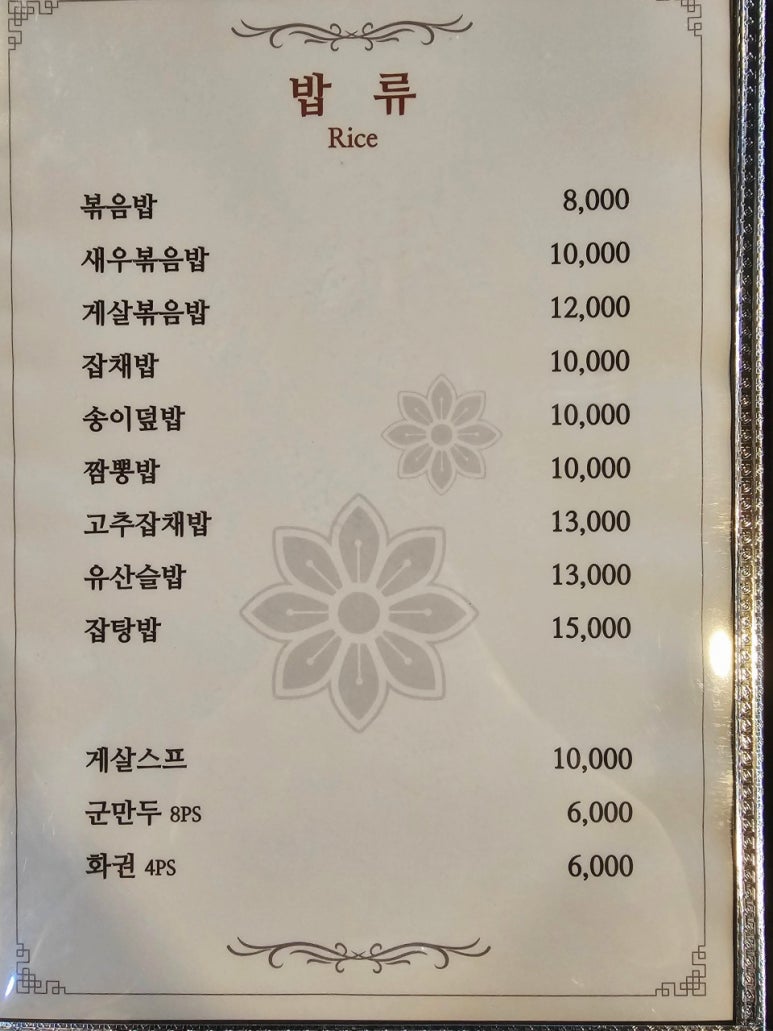 밥 류
Rice
볶음밥 8,000
새우볶음밥 10,000
게살볶음밥 12,000
잡채밥 10,000
송이덮밥 10,000
짬뽕밥 10,000
고추잡채밥 13,000
유산슬밥 13,000
잡탕밥 15,000
게살스프 10,000
군만두 8PS 6,000
화권 4PS 6,000